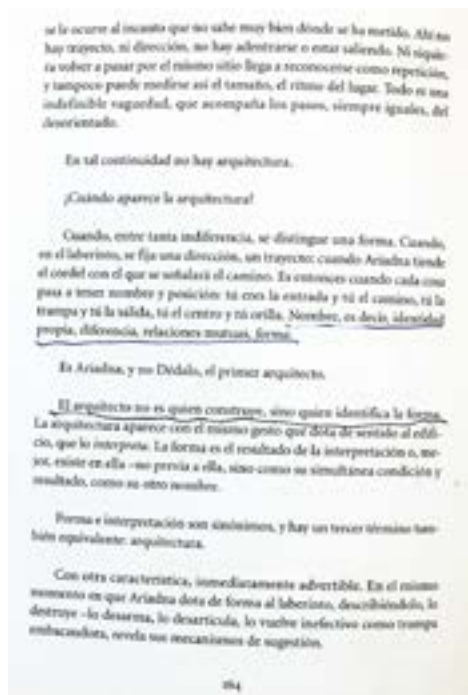 se le ocurre al incauto que no sabe muy bien dónde se ha metido. Ahí no
hay trayecto, ni dirección, no hay adentrarse o estar saliendo. Ni siquie-
ra volver a pasar por el mismo sitio llega a reconocerse como repetición,
y tampoco puede medirse así el tamaño, el ritmo del lugar. Todo es una
indefinible vaguedad, que acompaña los pasos, siempre iguales, del
desorientado.
En tal continuidad no hay arquitectura.
¿Cuándo aparece la arquitectura?
Cuando, entre tanta indiferencia, se distingue una forma. Cuando,
en el laberinto, se fija una dirección, un trayecto: cuando Ariadna tiende
el cordel con el que se señalará el camino. Es entonces cuando cada cosa
pasa a tener nombre y posición: tú eres la entrada y tú el camino, tú la
trampa y tú la salida, tú el centro y tú orilla. Nombre, es decir, identidad
propia, diferencia, relaciones mutuas, forma.
Es Ariadna, y no Dédalo, el primer arquitecto.
El arquitecto no es quien construye, sino quien identifica la forma.
La arquitectura aparece con el mismo gesto que dota de sentido al edifi-
cio, que lo interpreta. La forma es el resultado de la interpretación o, me-
jor, existe en ella –no previa a ella, sino como su simultánea condición y
resultado, como su otro nombre.
Forma e interpretación son sinónimos, y hay un tercer término tam-
bién equivalente: arquitectura.
Con otra característica, inmediatamente advertible. En el mismo
momento en que Ariadna dota de forma al laberinto, describiéndolo, lo
destruye –lo desarma, lo desarticula, lo vuelve inefectivo como trampa
embaucadora, revela sus mecanismos de sugestión.
264